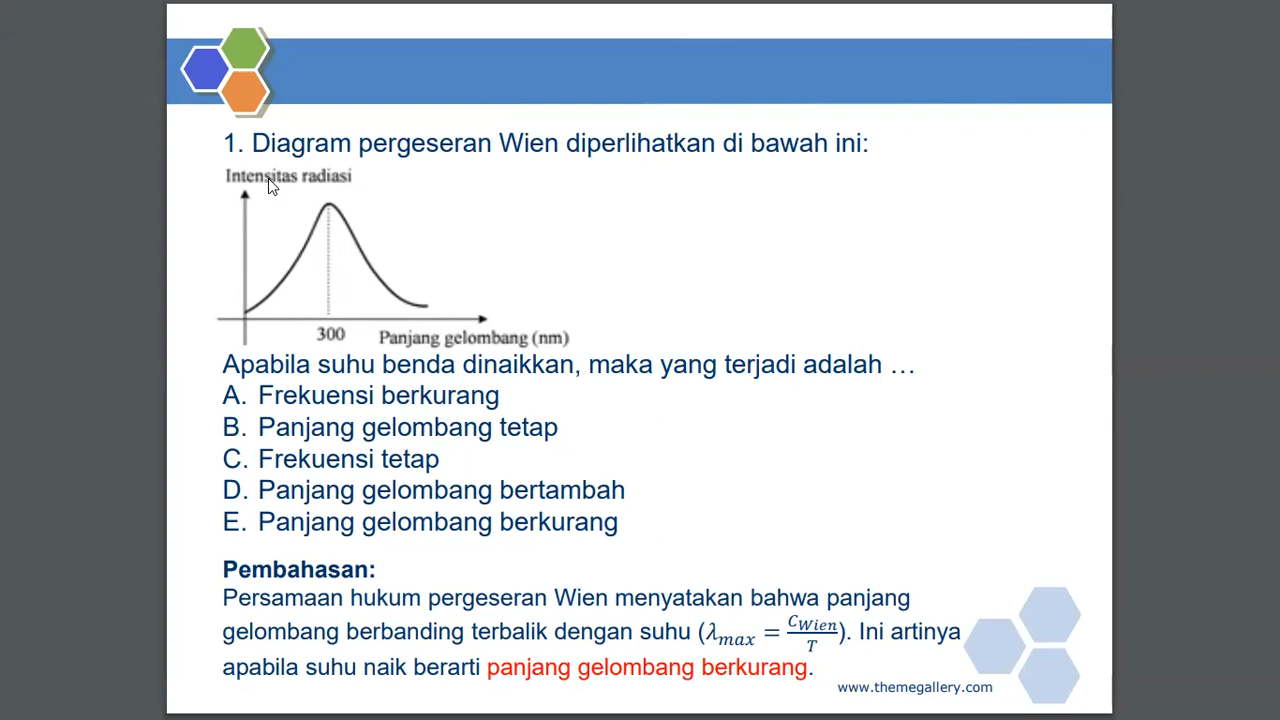 1. Diagram pergeseran Wien diperlihatkan di bawah ini:
Intensitas radiasi
300
Panjang gelombang (nm)
Apabila suhu benda dinaikkan, maka yang terjadi adalah …
A. Frekuensi berkurang
B. Panjang gelombang tetap
C. Frekuensi tetap
D. Panjang gelombang bertambah
E. Panjang gelombang berkurang
Pembahasan:
Persamaan hukum pergeseran Wien menyatakan bahwa panjang
gelombang berbanding terbalik dengan suhu (λmax = CWien/T). Ini artinya
apabila suhu naik berarti panjang gelombang berkurang.
www.themegallery.com